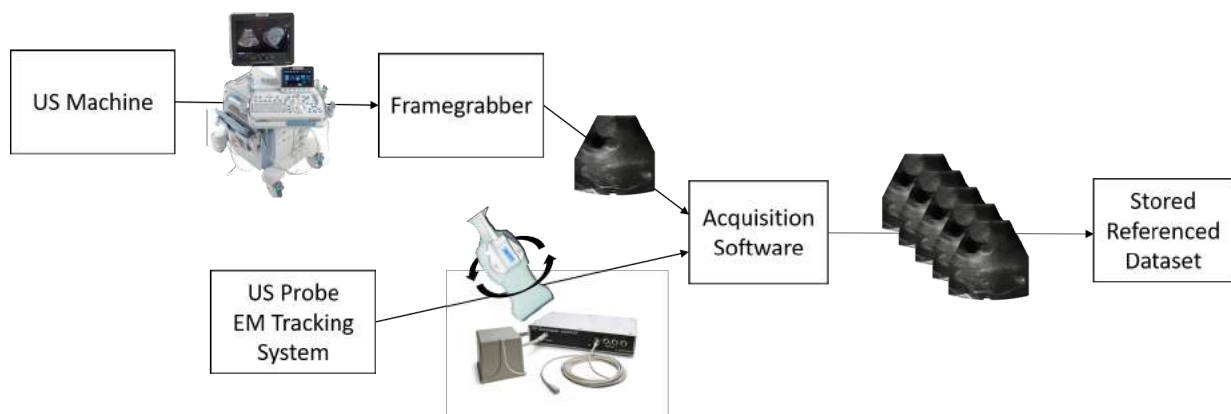 US Machine
Framegrabber
Acquisition
Software
Stored
Referenced
Dataset
US Probe
EM Tracking
System